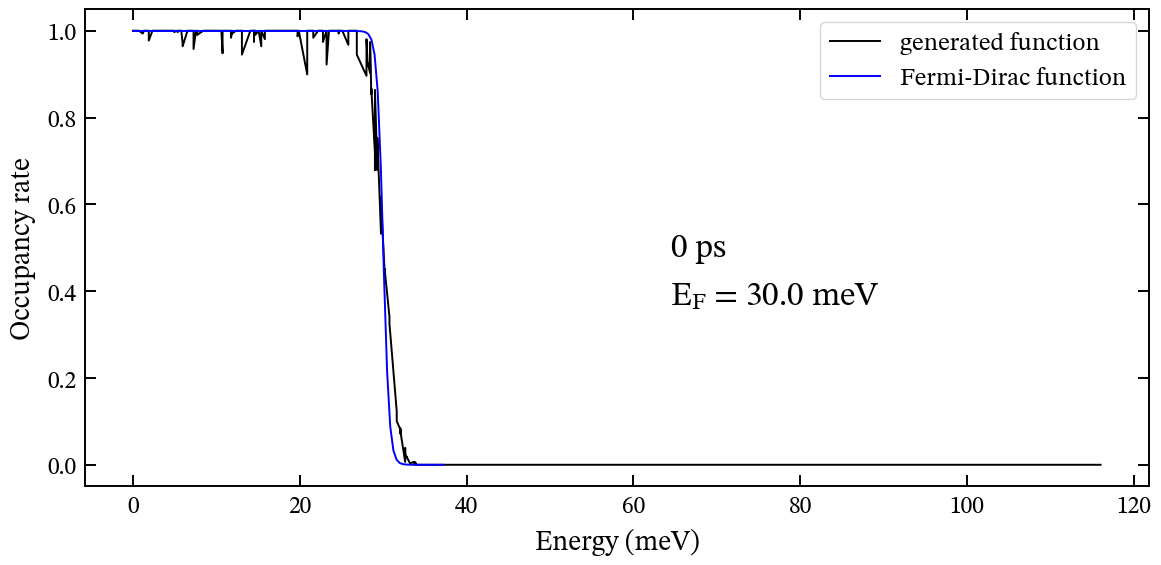 generated function
Fermi-Dirac function
1.0
0.8
0.6
0.4
0.2
0.0
Occupancy rate
0 ps
E_F = 30.0 meV
0 20 40 60 80 100 120
Energy (meV)